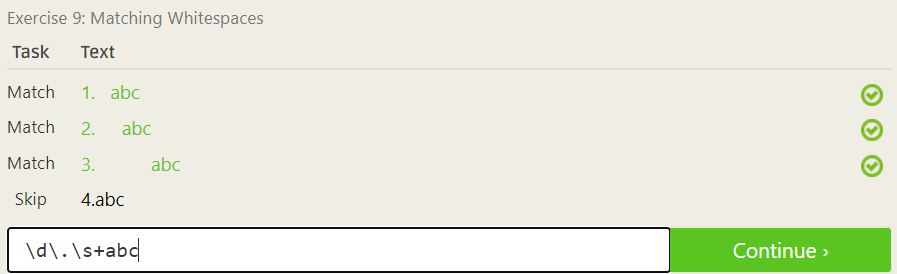 Exercise 9: Matching Whitespaces
Task Text
Match 1.   abc
Match 2.     abc
Match 3.          abc
Skip 4.abc
\d\.\s+abc Continue ›